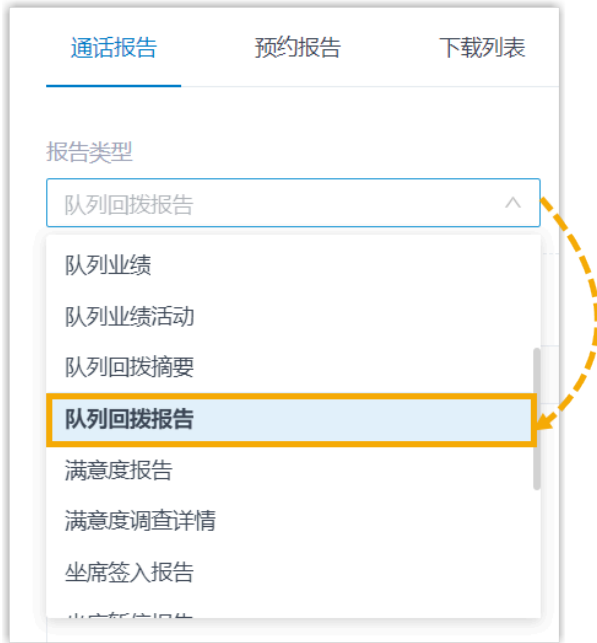 通话报告 预约报告 下载列表
报告类型
队列回拨报告
队列业绩
队列业绩活动
队列回拨摘要
队列回拨报告
满意度报告
满意度调查详情
坐席签入报告